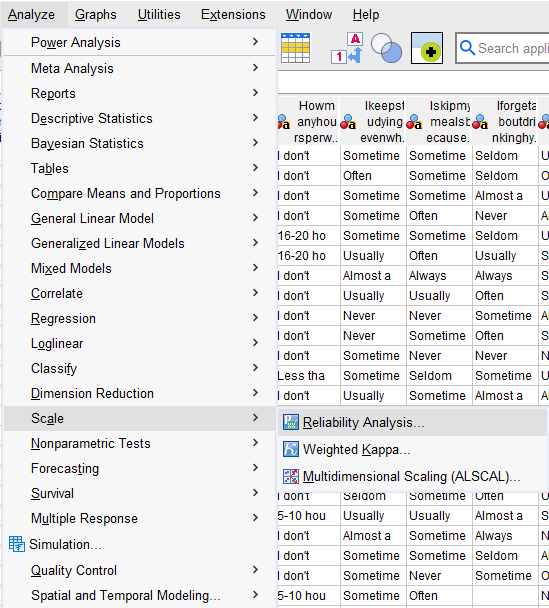 Analyze Graphs Utilities Extensions Window Help
Power Analysis
Meta Analysis
Reports
Descriptive Statistics
Bayesian Statistics
Tables
Compare Means and Proportions
General Linear Model
Generalized Linear Models
Mixed Models
Correlate
Regression
Loglinear
Classify
Dimension Reduction
Scale
Nonparametric Tests
Forecasting
Survival
Multiple Response
Simulation...
Quality Control
Spatial and Temporal Modeling...
Reliability Analysis...
Weighted Kappa...
Multidimensional Scaling (ALSCAL)...
A
1
Search appli
Howm
anyhou
rsperw..
Ikeepst
udying
evenwh.
Iskipmy
mealsb
ecause.
Iforgeta
boutdri
nkinghy.
I don't Sometime Sometime Seldom U
I don't Often Sometime Seldom O
I don't Sometime Sometime Almost a U
I don't Sometime Often Never A
16-20 ho Sometime Sometime Seldom U
16-20 ho Usually Often Usually U
I don't Almost a Always Always S
I don't Usually Usually Often S
I don't Never Never Sometime A
I don't Never Sometime Often S
I don't Sometime Never Never
Less tha Sometime Seldom Sometime U
I don't Usually Sometime Almost a A
I don't Seldom Sometime Often
5-10 hou Usually Usually Almost a S
I don't Almost a Sometime Always N
I don't Sometime Sometime Seldom A
I don't Sometime Never Sometime O
5-10 hou Sometime Often N